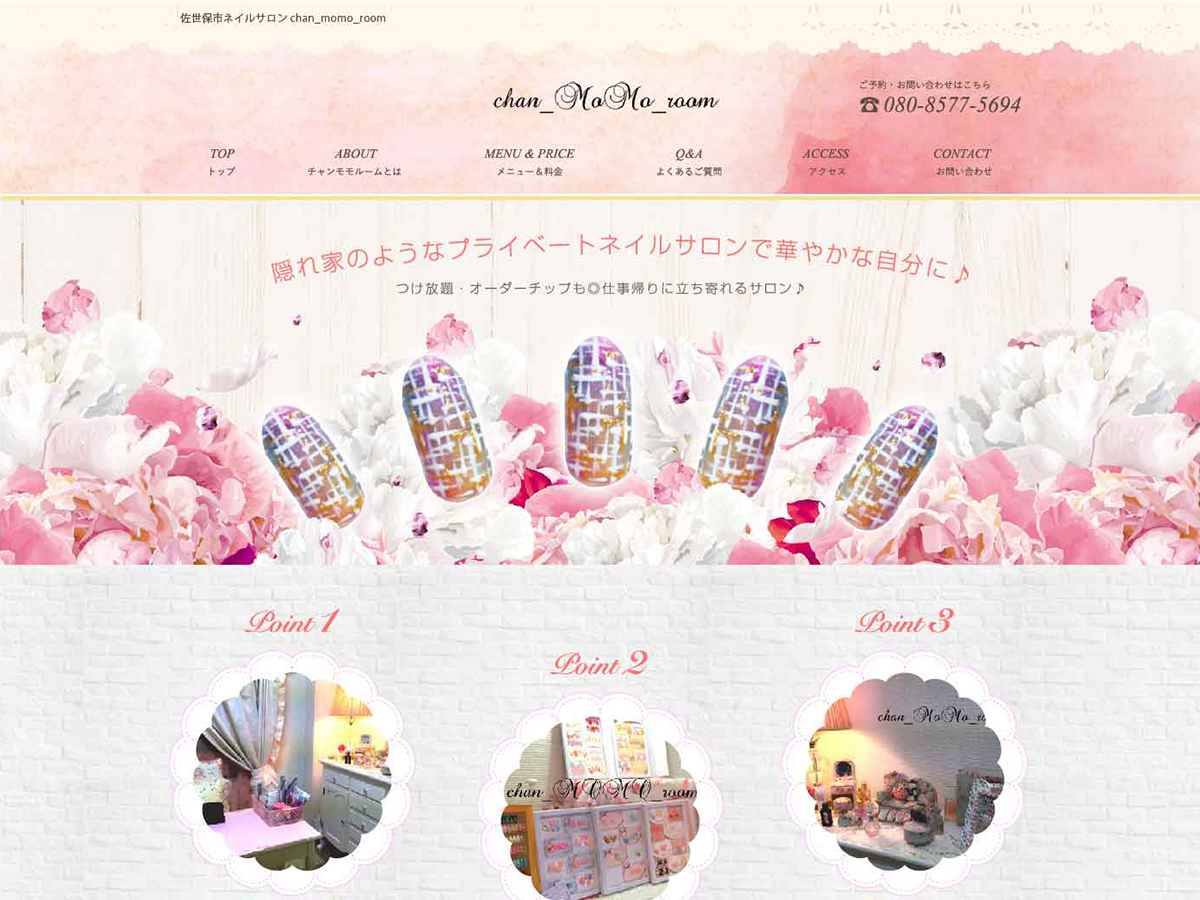 佐世保市ネイルサロン chan_momo_room
chan_MoMo_room
ご予約・お問い合わせはこちら
☎ 080-8577-5694
TOP
トップ
ABOUT
チャンモモルームとは
MENU & PRICE
メニュー＆料金
Q&A
よくあるご質問
ACCESS
アクセス
CONTACT
お問い合わせ
隠れ家のようなプライベートネイルサロンで華やかな自分に♪
つけ放題・オーダーチップも◎仕事帰りに立ち寄れるサロン♪
Point 1
Point 2
Point 3
chan_MOMO_room
chan_MoMo_r